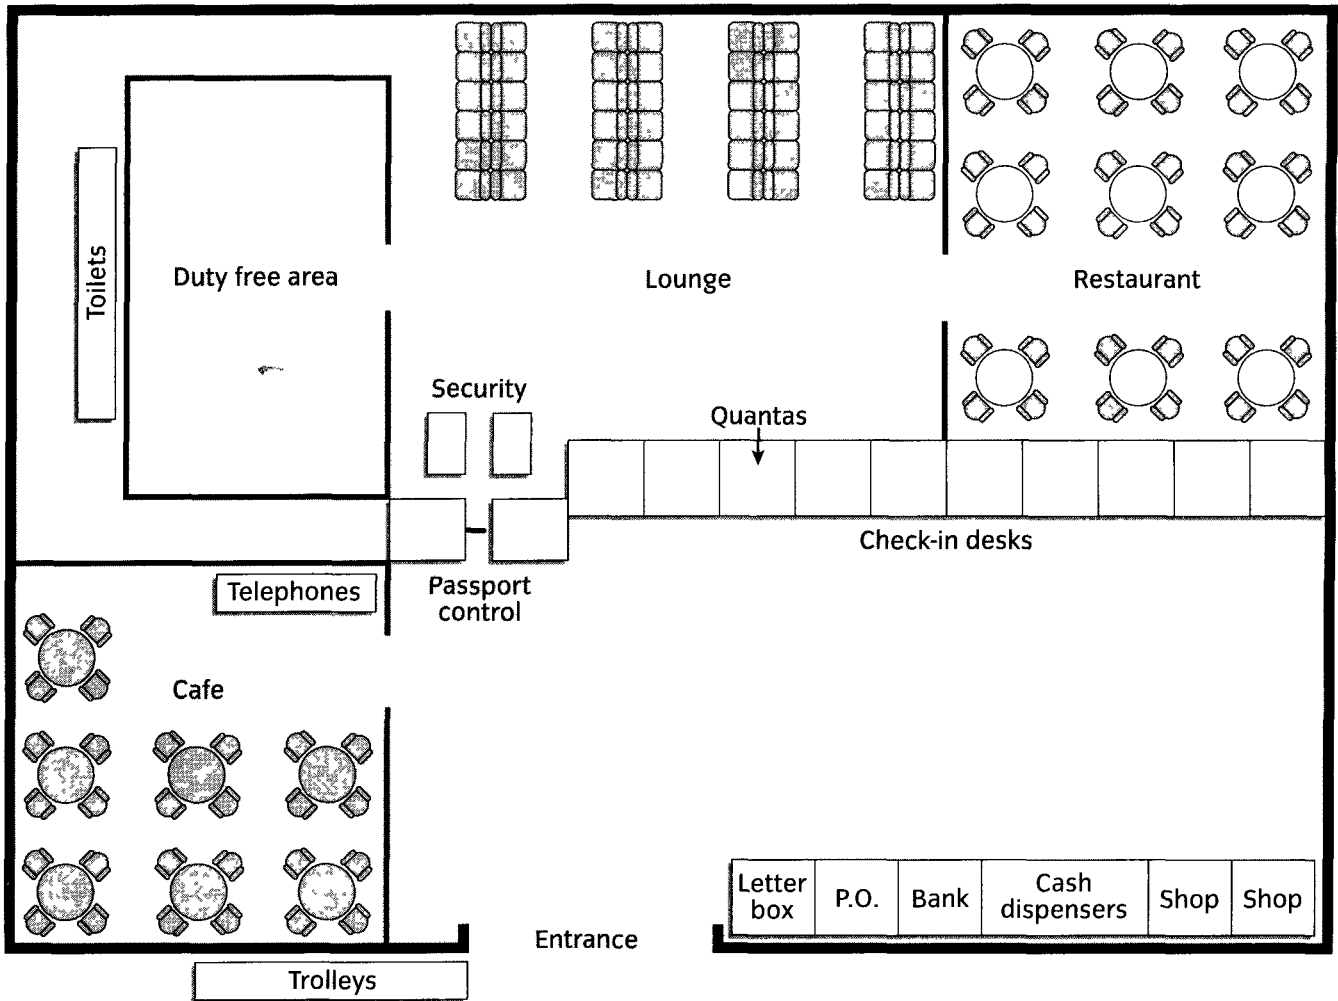 Toilets
Duty free area
Lounge
Restaurant
Security
Quantas
Check-in desks
Telephones
Passport
control
Cafe
Letter
box
P.O.
Bank
Cash
dispensers
Shop
Shop
Entrance
Trolleys